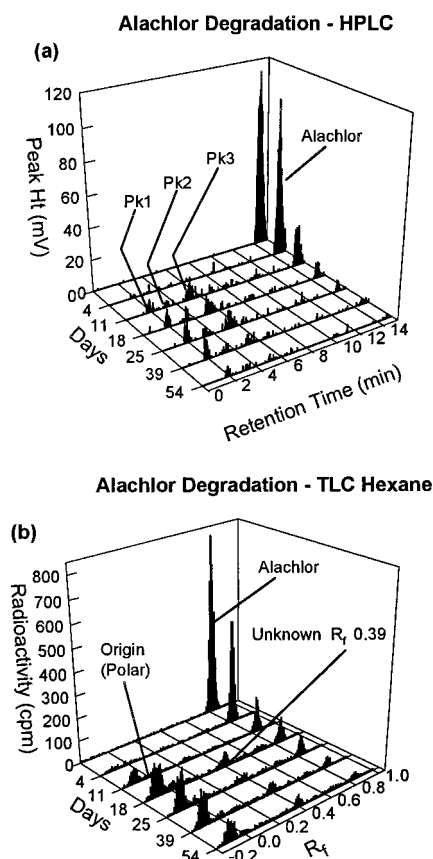 Alachlor Degradation - HPLC
(a)
Peak Ht (mV)
120
100
80
60
40
20
0
Pk1
Pk2
Pk3
Alachlor
0
4
11
18
25
39
54
Days
0
2
4
6
8
10
12
14
Retention Time (min)
Alachlor Degradation - TLC Hexane
(b)
Radioactivity (cpm)
800
700
600
500
400
300
200
100
0
Alachlor
Unknown Rf 0.39
Origin
(Polar)
4
11
18
25
39
54
Days
-0.2
0.0
0.2
0.4
0.6
0.8
1.0
Rf